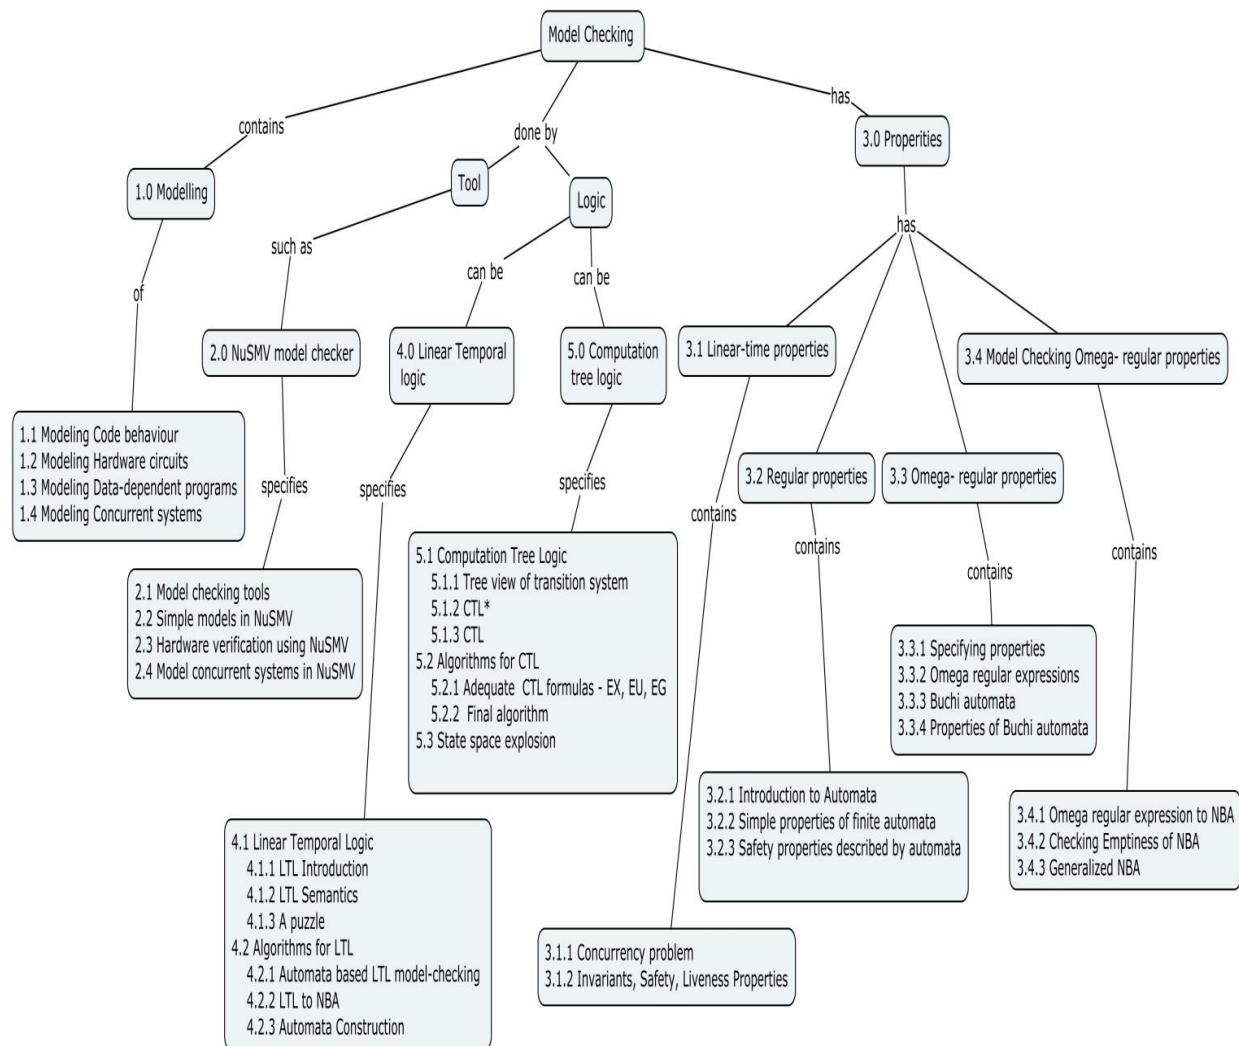 Model Checking
has
contains
done by
3.0 Properities
Tool
1.0 Modelling
Logic
has
such as
can be
can be
of
2.0 NuSMV model checker
4.0 Linear Temporal
logic
5.0 Computation
tree logic
3.1 Linear-time properties
3.4 Model Checking Omega- regular properties
1.1 Modeling Code behaviour
1.2 Modeling Hardware circuits
1.3 Modeling Data-dependent programs
1.4 Modeling Concurrent systems
specifies
specifies
specifies
3.2 Regular properties
3.3 Omega- regular properties
contains
contains
contains
contains
2.1 Model checking tools
2.2 Simple models in NuSMV
2.3 Hardware verification using NuSMV
2.4 Model concurrent systems in NuSMV
5.1 Computation Tree Logic
5.1.1 Tree view of transition system
5.1.2 CTL*
5.1.3 CTL
5.2 Algorithms for CTL
5.2.1 Adequate CTL formulas - EX, EU, EG
5.2.2 Final algorithm
5.3 State space explosion
3.3.1 Specifying properties
3.3.2 Omega regular expressions
3.3.3 Buchi automata
3.3.4 Properties of Buchi automata
3.2.1 Introduction to Automata
3.2.2 Simple properties of finite automata
3.2.3 Safety properties described by automata
3.4.1 Omega regular expression to NBA
3.4.2 Checking Emptiness of NBA
3.4.3 Generalized NBA
4.1 Linear Temporal Logic
4.1.1 LTL Introduction
4.1.2 LTL Semantics
4.1.3 A puzzle
4.2 Algorithms for LTL
4.2.1 Automata based LTL model-checking
4.2.2 LTL to NBA
4.2.3 Automata Construction
3.1.1 Concurrency problem
3.1.2 Invariants, Safety, Liveness Properties